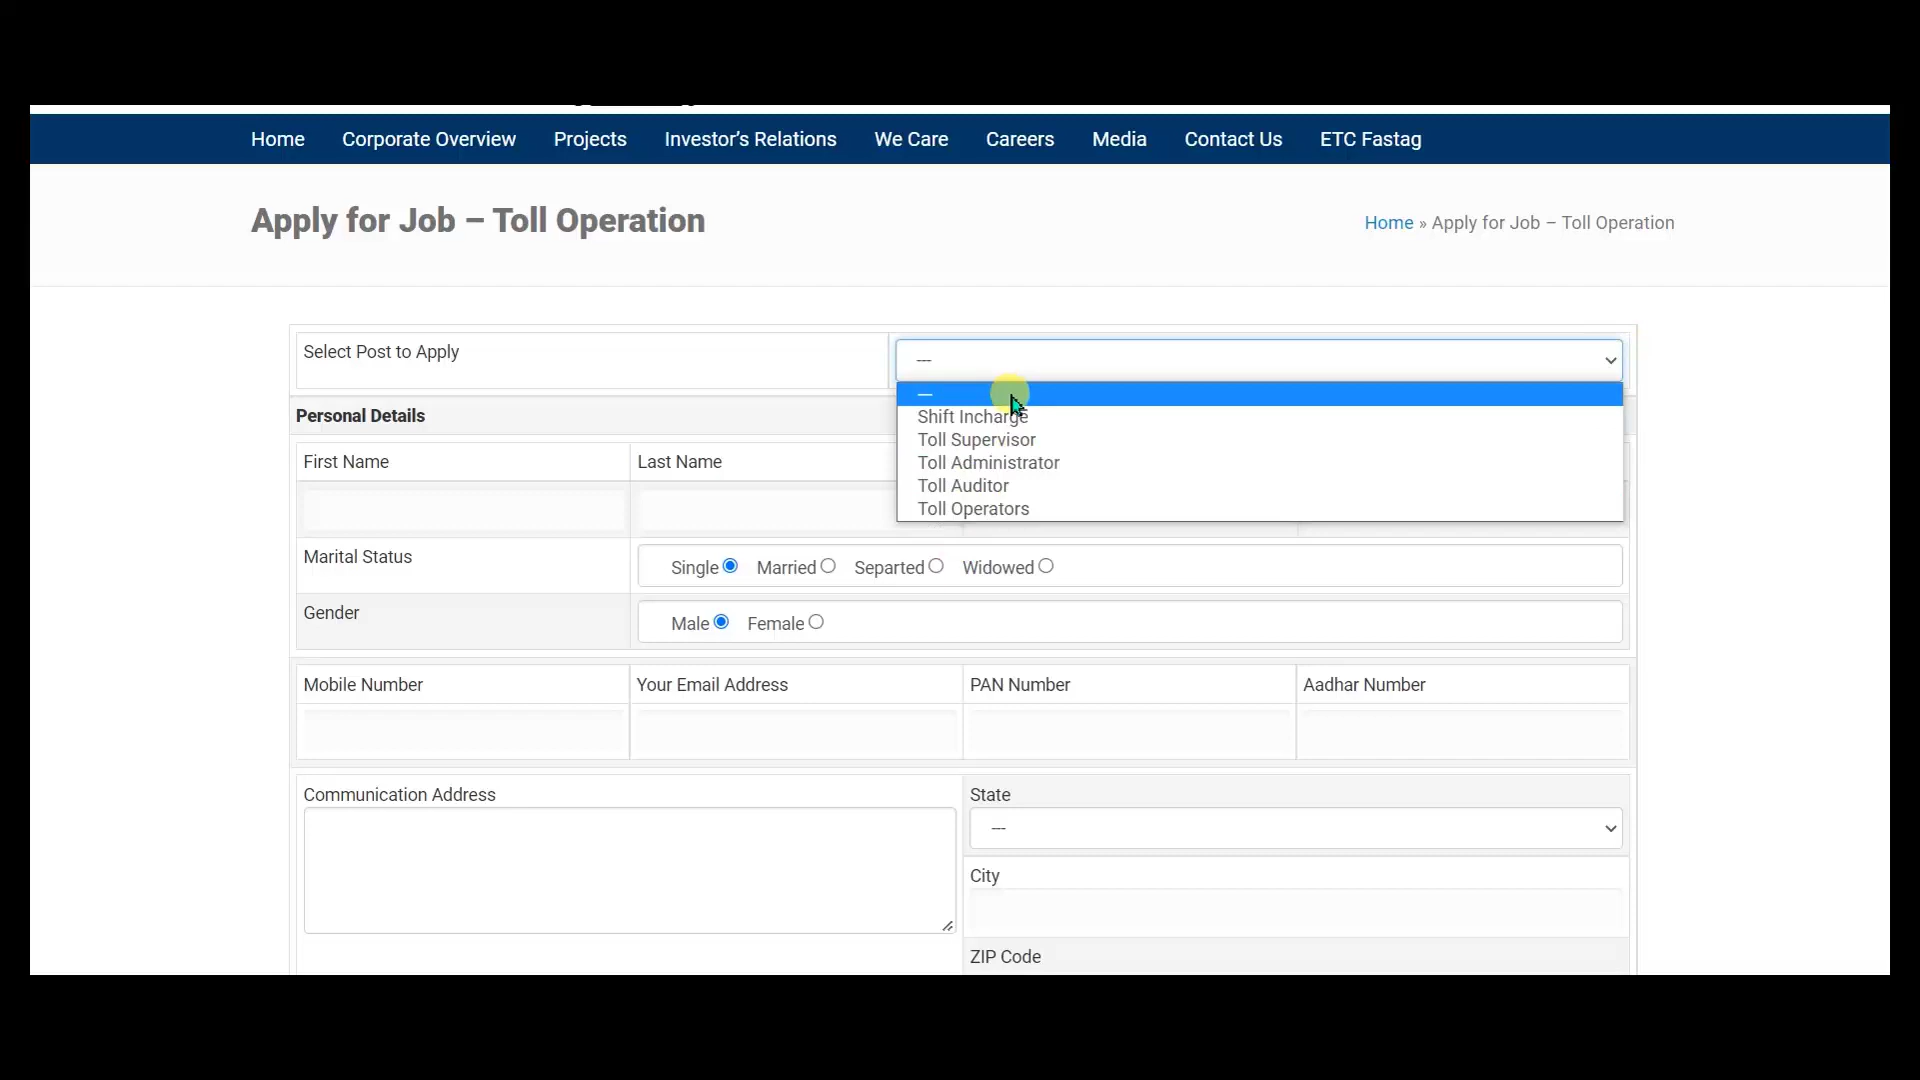 Home Corporate Overview Projects Investor's Relations We Care Careers Media Contact Us ETC Fastag
Apply for Job – Toll Operation
Home » Apply for Job – Toll Operation
Select Post to Apply
---
---
Shift Incharge
Toll Supervisor
Toll Administrator
Toll Auditor
Toll Operators
Personal Details
First Name Last Name
Marital Status
Single Married Separted Widowed
Gender
Male Female
Mobile Number Your Email Address PAN Number Aadhar Number
Communication Address
State
---
City
ZIP Code